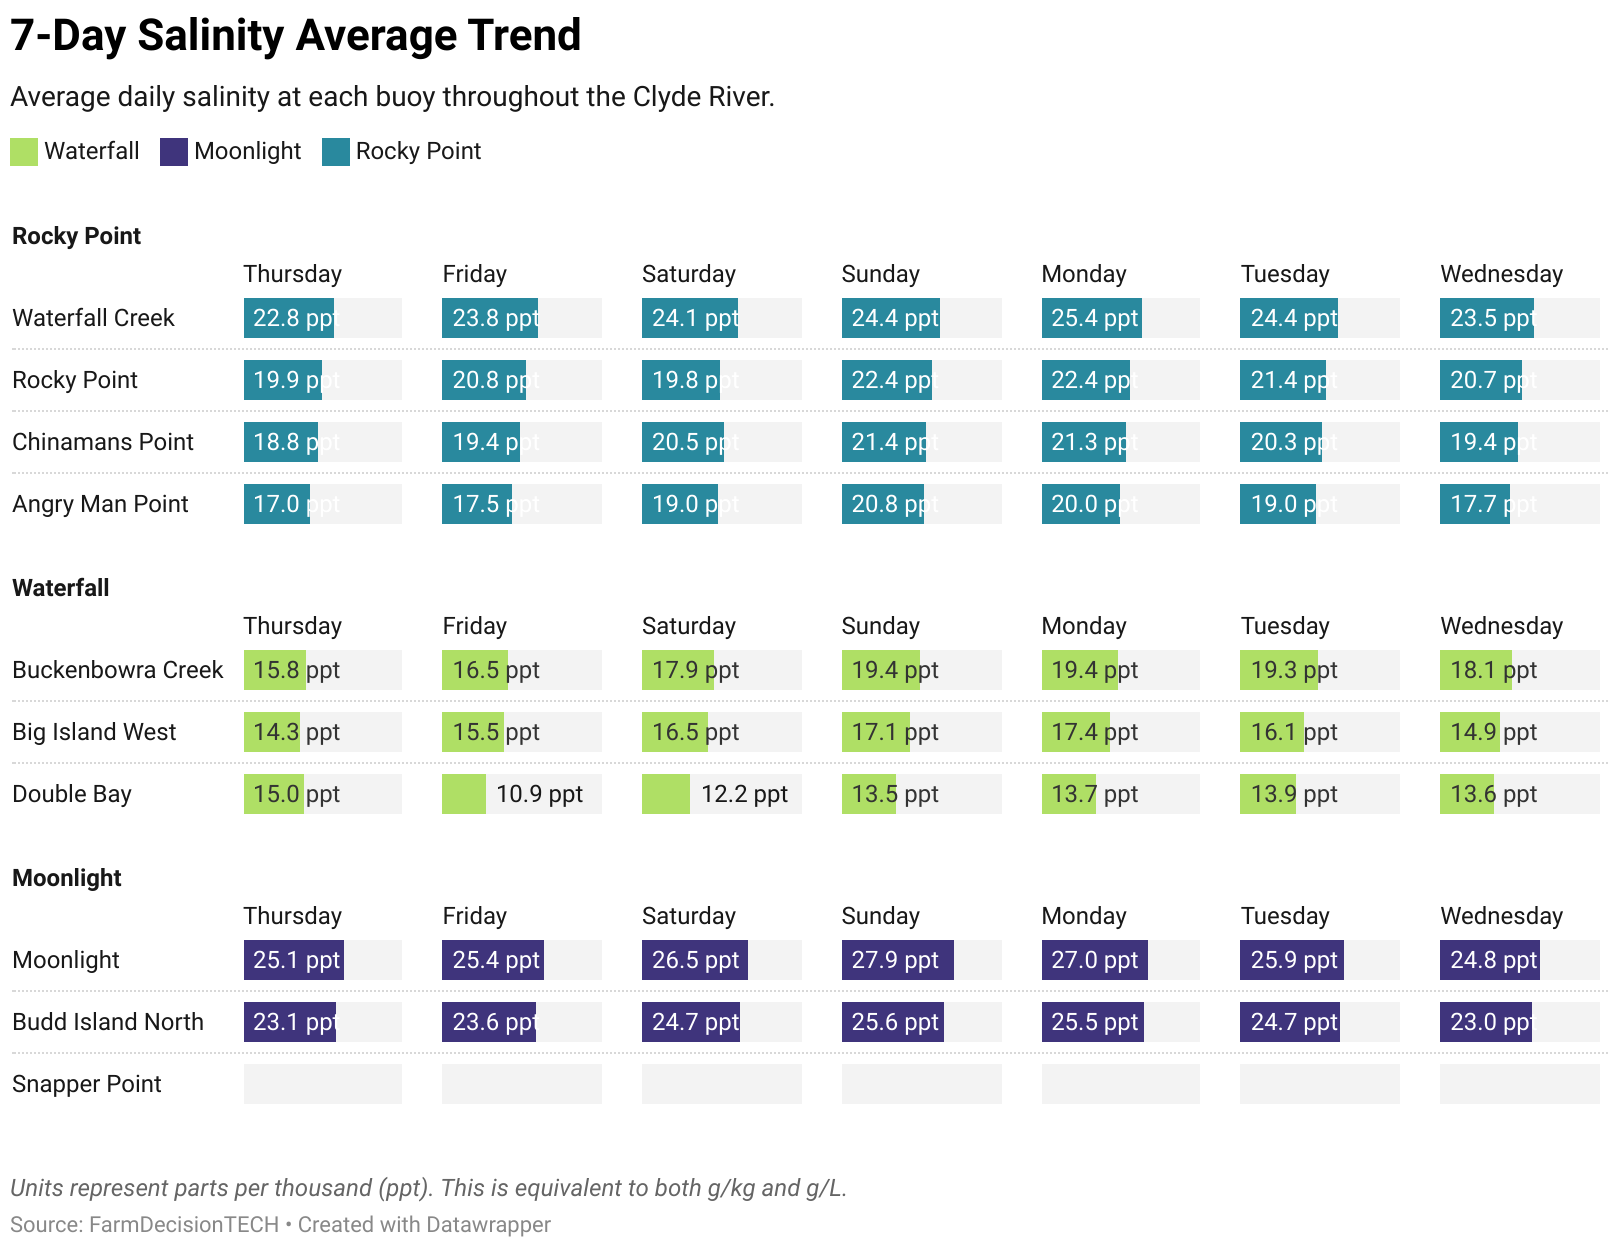 7-Day Salinity Average Trend
Average daily salinity at each buoy throughout the Clyde River.
Waterfall Moonlight Rocky Point
Rocky Point
Thursday Friday Saturday Sunday Monday Tuesday Wednesday
Waterfall Creek 22.8 ppt 23.8 ppt 24.1 ppt 24.4 ppt 25.4 ppt 24.4 ppt 23.5 ppt
Rocky Point 19.9 ppt 20.8 ppt 19.8 ppt 22.4 ppt 22.4 ppt 21.4 ppt 20.7 ppt
Chinamans Point 18.8 ppt 19.4 ppt 20.5 ppt 21.4 ppt 21.3 ppt 20.3 ppt 19.4 ppt
Angry Man Point 17.0 ppt 17.5 ppt 19.0 ppt 20.8 ppt 20.0 ppt 19.0 ppt 17.7 ppt
Waterfall
Thursday Friday Saturday Sunday Monday Tuesday Wednesday
Buckenbowra Creek 15.8 ppt 16.5 ppt 17.9 ppt 19.4 ppt 19.4 ppt 19.3 ppt 18.1 ppt
Big Island West 14.3 ppt 15.5 ppt 16.5 ppt 17.1 ppt 17.4 ppt 16.1 ppt 14.9 ppt
Double Bay 15.0 ppt 10.9 ppt 12.2 ppt 13.5 ppt 13.7 ppt 13.9 ppt 13.6 ppt
Moonlight
Thursday Friday Saturday Sunday Monday Tuesday Wednesday
Moonlight 25.1 ppt 25.4 ppt 26.5 ppt 27.9 ppt 27.0 ppt 25.9 ppt 24.8 ppt
Budd Island North 23.1 ppt 23.6 ppt 24.7 ppt 25.6 ppt 25.5 ppt 24.7 ppt 23.0 ppt
Snapper Point
Units represent parts per thousand (ppt). This is equivalent to both g/kg and g/L.
Source: FarmDecisionTECH • Created with Datawrapper